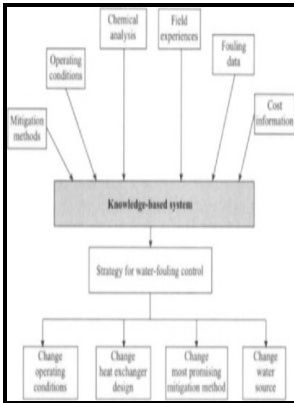 Chemical
analysis
Field
experiences
Operating
conditions
Fouling
data
Mitigation
methods
Cost
information
Knowledge-based system
Strategy for water-fouling control
Change
operating
conditions
Change
heat exchanger
design
Change
most promising
mitigation method
Change
water
source